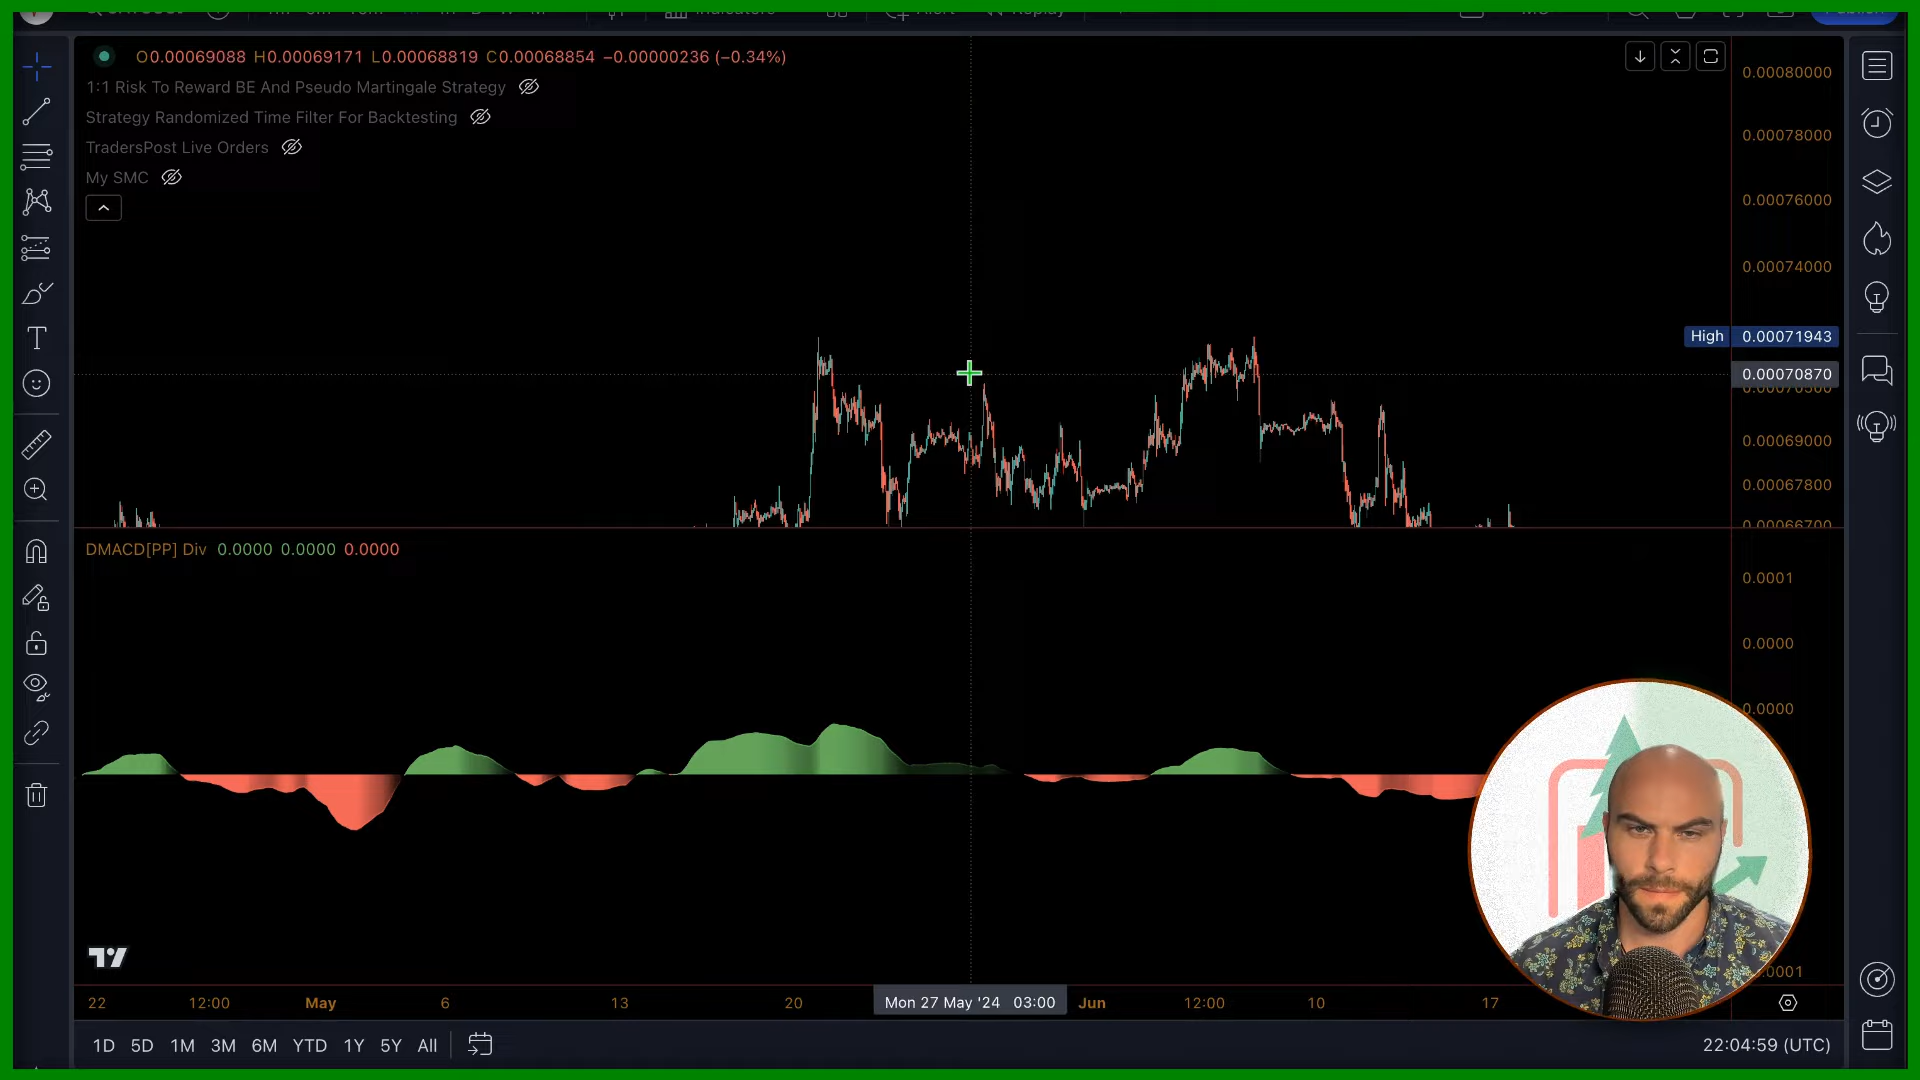 O0.00069088 H0.00069171 L0.00068819 C0.00068854 −0.00000236 (−0.34%)
1:1 Risk To Reward BE And Pseudo Martingale Strategy
Strategy Randomized Time Filter For Backtesting
TradersPost Live Orders
My SMC
0.00080000
0.00078000
0.00076000
0.00074000
High 0.00071943
0.00070870
0.00069000
0.00067800
0.00066700
DMACD[PP] Div 0.0000 0.0000 0.0000
0.0001
0.0000
0.0000
22 12:00 May 6 13 20 Mon 27 May '24 03:00 Jun 12:00 10 17
1D 5D 1M 3M 6M YTD 1Y 5Y All
22:04:59 (UTC)